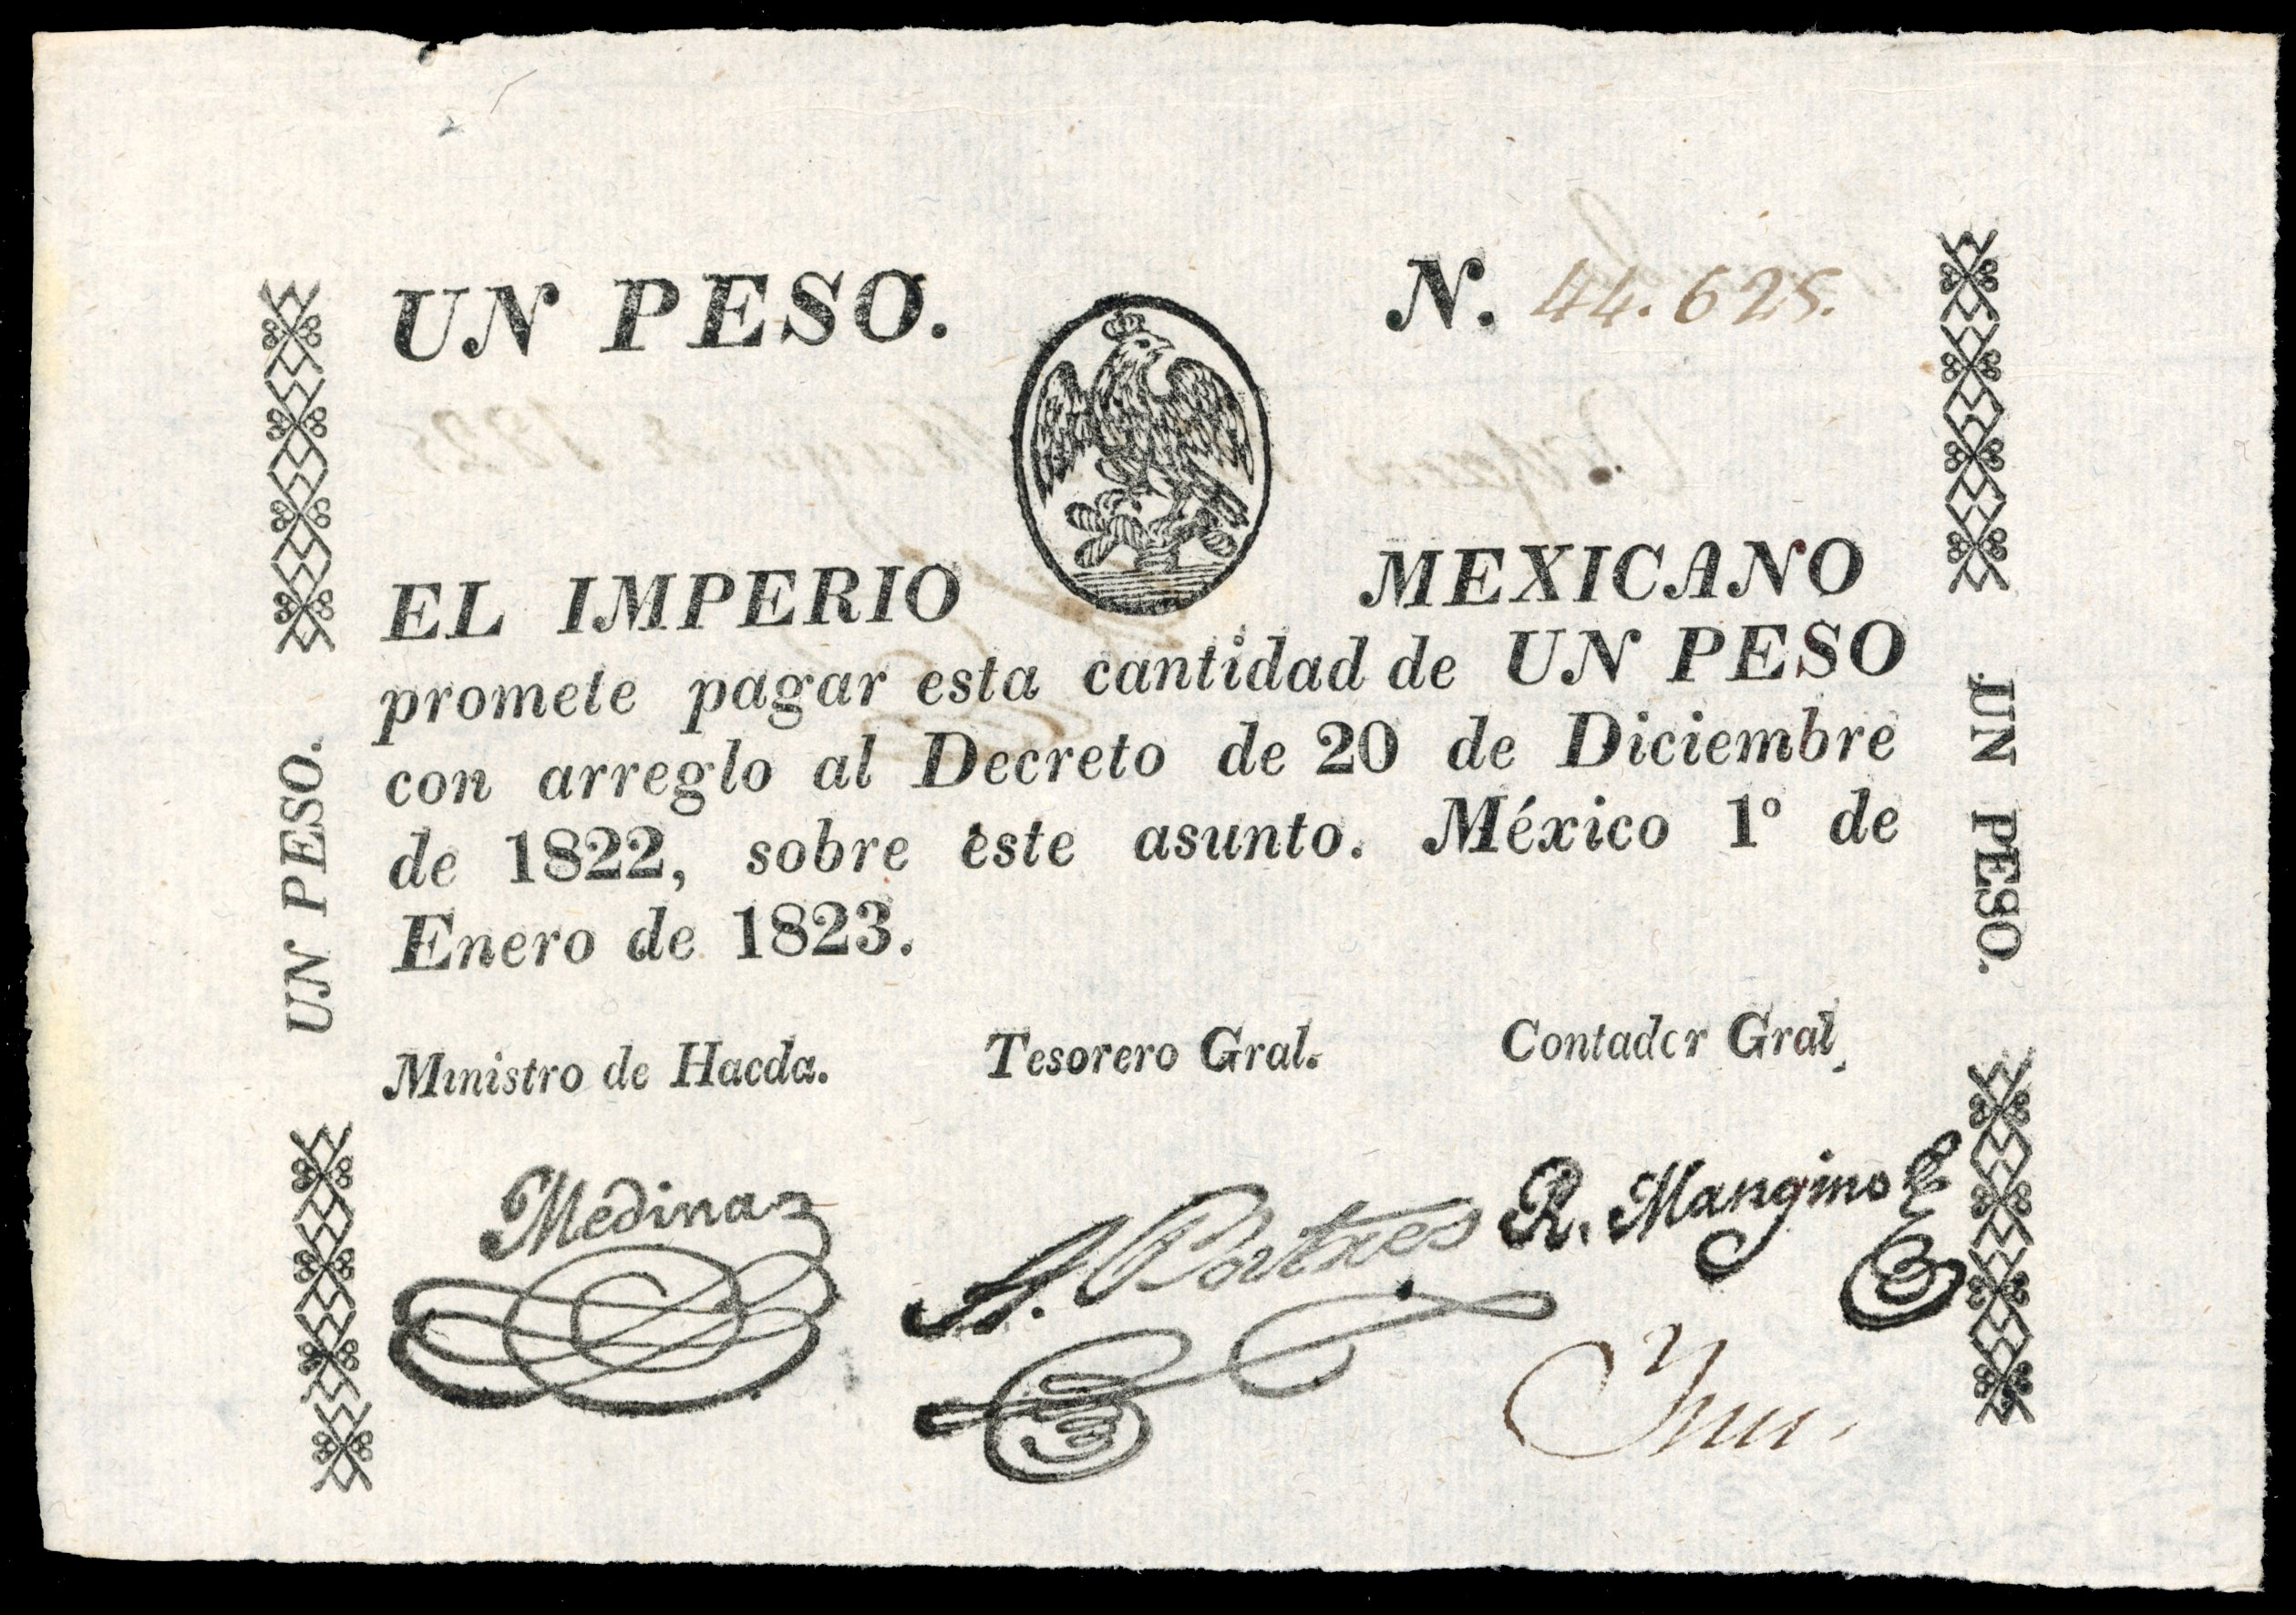 UN PESO.
N. 44.625.
EL IMPERIO MEXICANO
promete pagar esta cantidad de UN PESO
con arreglo al Decreto de 20 de Diciembre
de 1822, sobre este asunto. México 1º de
Enero de 1823.
Ministro de Hacda.
Tesorero Gral.
Contador Gral.
Medina
A. Batres
R. Mangino
UN PESO.
UN PESO.